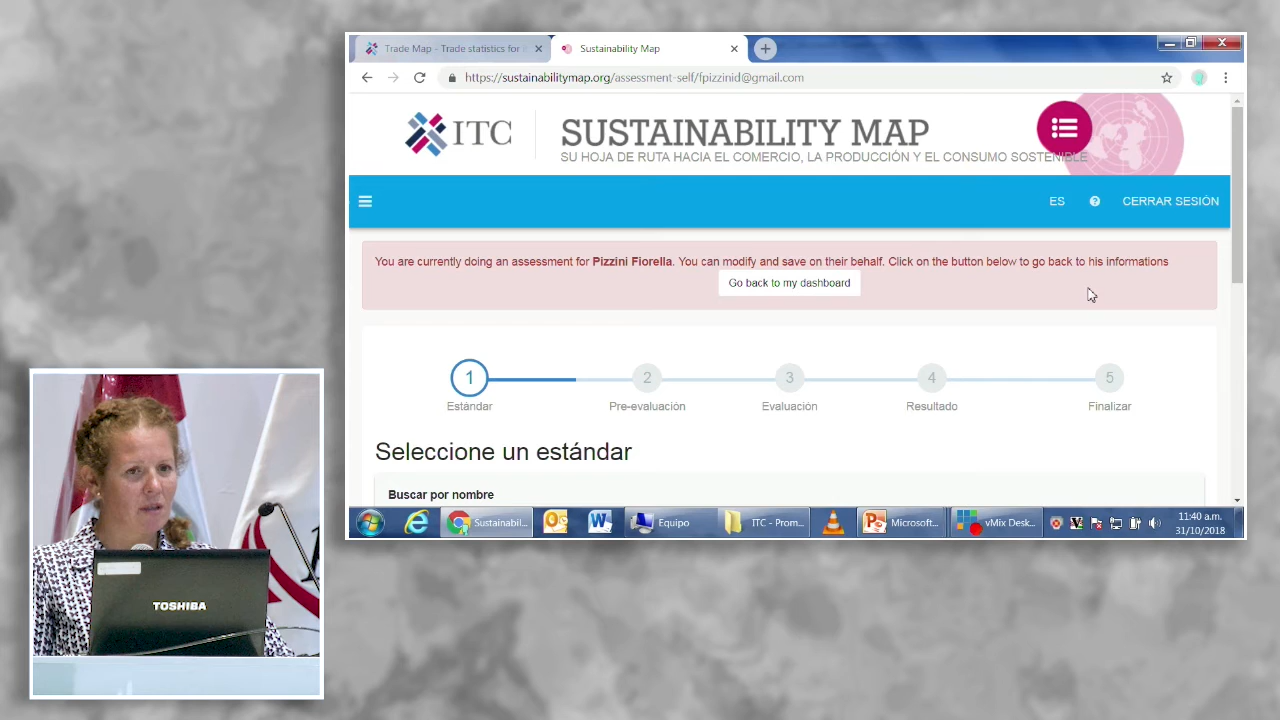 Trade Map - Trade statistics for
Sustainability Map
https://sustainabilitymap.org/assessment-self/fpizzinid@gmail.com
ITC
SUSTAINABILITY MAP
SU HOJA DE RUTA HACIA EL COMERCIO, LA PRODUCCIÓN Y EL CONSUMO SOSTENIBLE
ES
CERRAR SESIÓN
You are currently doing an assessment for Pizzini Fiorella. You can modify and save on their behalf. Click on the button below to go back to his informations
Go back to my dashboard
1 2 3 4 5
Estándar Pre-evaluación Evaluación Resultado Finalizar
Seleccione un estándar
Buscar por nombre
Sustainabil...
Equipo
ITC - Prom...
Microsoft...
vMix Desk...
11:40 a.m.
31/10/2018
TOSHIBA